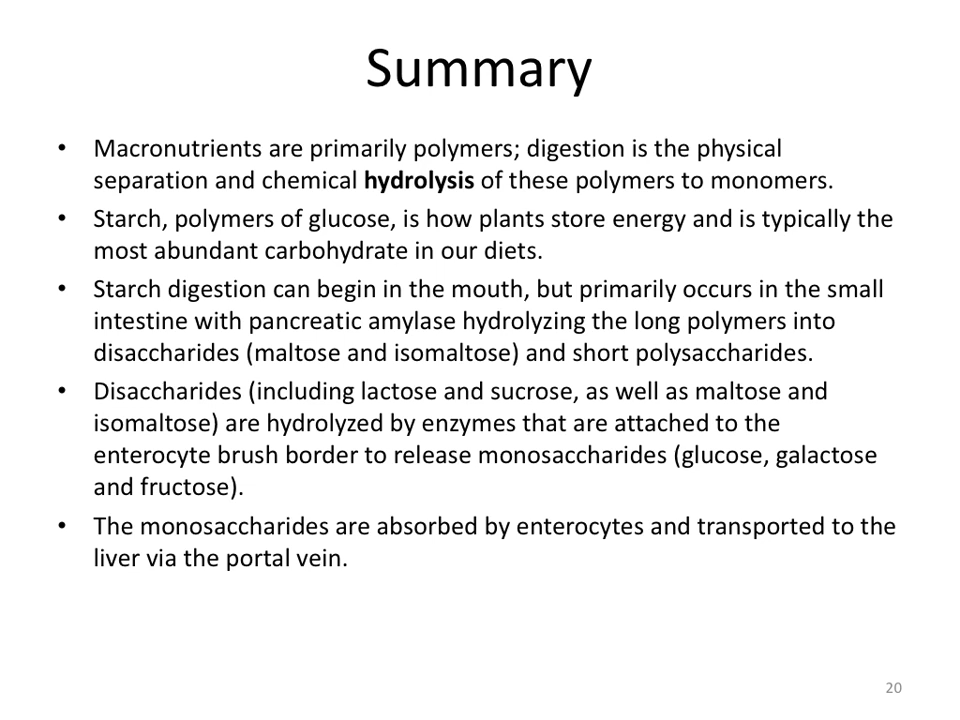 Summary
• Macronutrients are primarily polymers; digestion is the physical
separation and chemical hydrolysis of these polymers to monomers.
• Starch, polymers of glucose, is how plants store energy and is typically the
most abundant carbohydrate in our diets.
• Starch digestion can begin in the mouth, but primarily occurs in the small
intestine with pancreatic amylase hydrolyzing the long polymers into
disaccharides (maltose and isomaltose) and short polysaccharides.
• Disaccharides (including lactose and sucrose, as well as maltose and
isomaltose) are hydrolyzed by enzymes that are attached to the
enterocyte brush border to release monosaccharides (glucose, galactose
and fructose).
• The monosaccharides are absorbed by enterocytes and transported to the
liver via the portal vein.
20